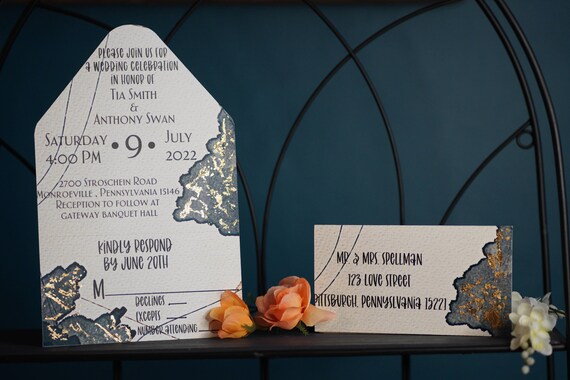 PLEASE JOIN US FOR
A WEDDING CELEBRATION
IN HONOR OF
TIA SMITH
&
ANTHONY SWAN
SATURDAY • 9 • JULY
4:00 PM 2022
2700 STROSCHEIN ROAD
MONROEVILLE, PENNSYLVANIA 15146
RECEPTION TO FOLLOW AT
GATEWAY BANQUET HALL
KINDLY RESPOND
BY JUNE 20TH
M
DECLINES
EXCEPTS
NUMBER ATTENDING
MR & MRS SPELLMAN
123 LOVE STREET
PITTSBURGH, PENNSYLVANIA 15221